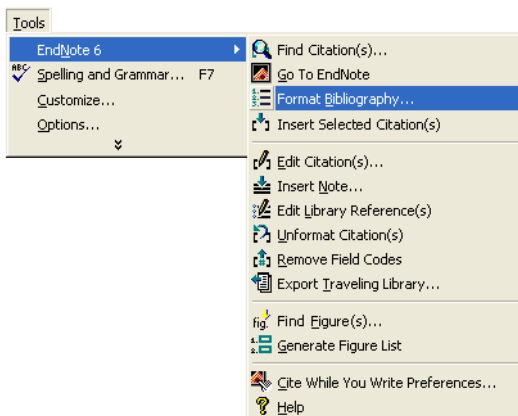 Tools
EndNote 6
ABC Spelling and Grammar... F7
Customize...
Options...
Find Citation(s)...
Go To EndNote
Format Bibliography...
Insert Selected Citation(s)
Edit Citation(s)...
Insert Note...
Edit Library Reference(s)
Unformat Citation(s)
Remove Field Codes
Export Traveling Library...
fig. Find Figure(s)...
Generate Figure List
Cite While You Write Preferences...
Help